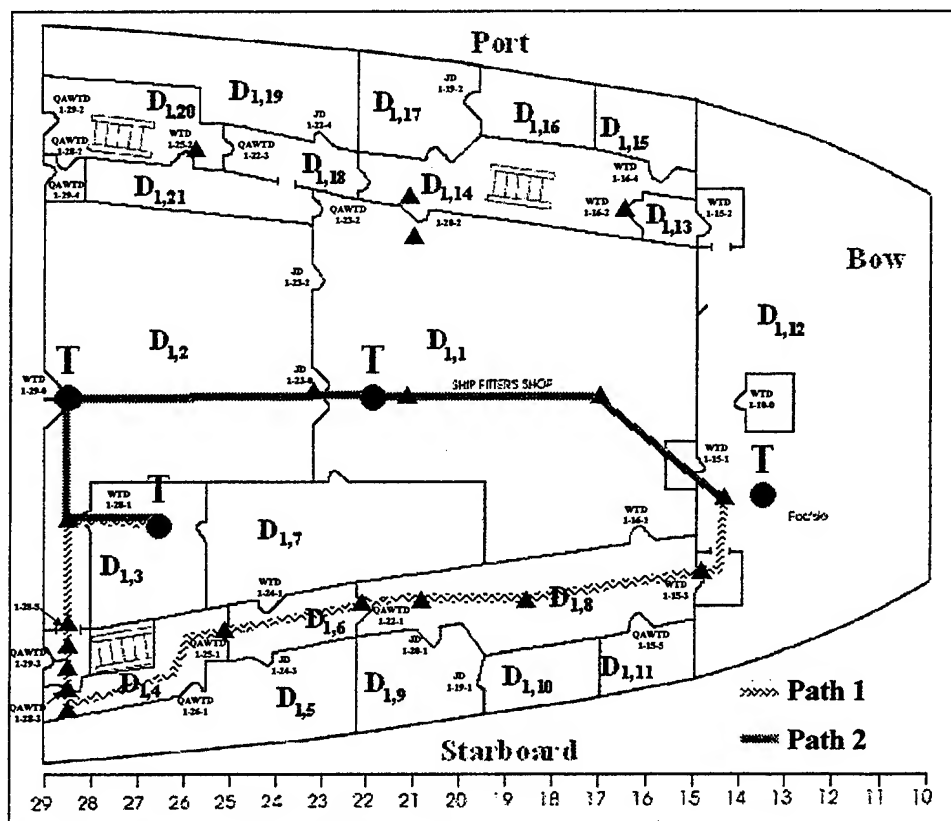 Port
QAWTD
1-29-2
D1,20
D1,19
JD
1-19-2
D1,17
D1,16
D1,15
JD
1-22-4
WTD
1-25-2
QAWTD
1-28-2
QAWTD
1-22-3
D1,18
WTD
1-16-4
QAWTD
1-29-4
D1,21
D1,14
QAWTD
1-23-2
1-20-2
WTD
1-16-2
D1,13
WTD
1-15-2
Bow
JD
1-23-2
D1,12
D1,2
T
T
D1,1
WTD
1-29-0
JD
1-23-0
SHIP FITTER'S SHOP
WTD
1-10-0
WTD
1-15-1
T
T
WTD
1-28-1
Foc'sle
D1,7
WTD
1-16-1
D1,3
WTD
1-24-1
D1,8
WTD
1-15-3
1-28-5
D1,6
QAWTD
1-22-1
QAWTD
1-25-1
JD
1-20-1
QAWTD
1-15-5
QAWTD
1-29-3
JD
1-24-3
D1,4
D1,5
D1,9
JD
1-19-1
D1,10
D1,11
QAWTD
1-28-3
QAWTD
1-26-1
Path 1
Path 2
Starboard
29 28 26 25 23 22 21 20 19 18 17 16 15 14 13 12 11 10